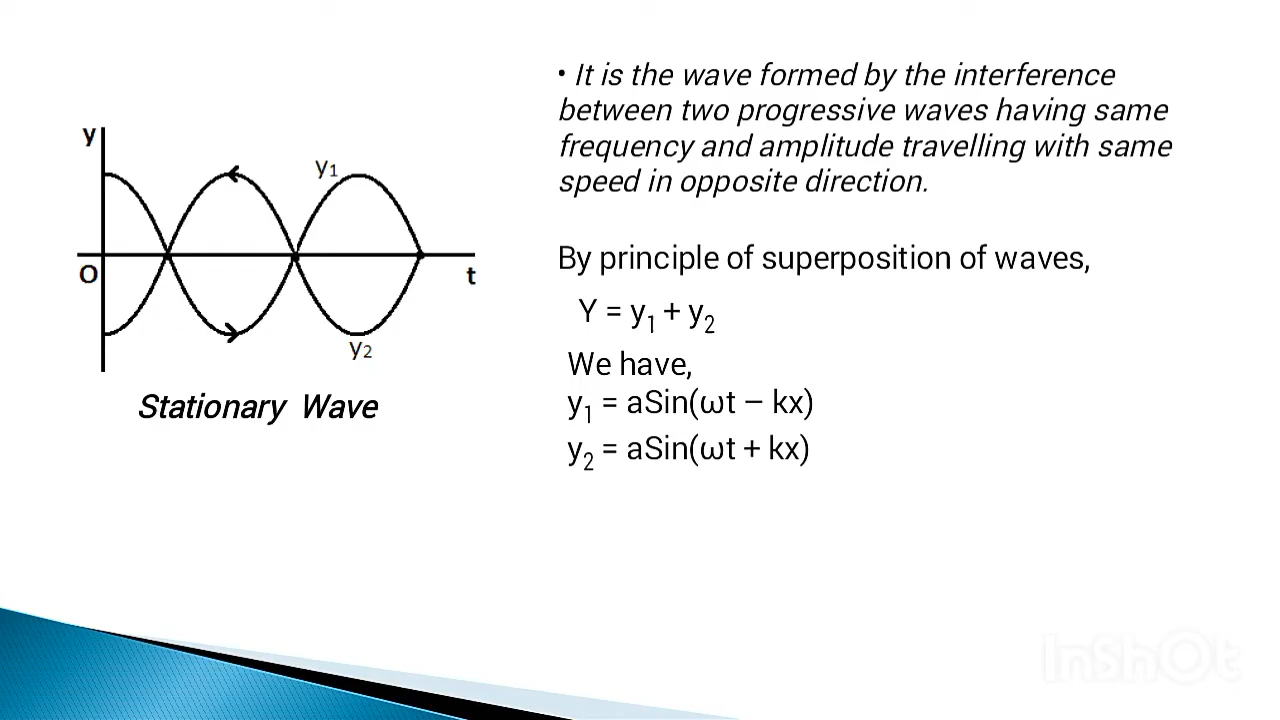 y
y1
O
t
y2
Stationary Wave
• It is the wave formed by the interference
between two progressive waves having same
frequency and amplitude travelling with same
speed in opposite direction.
By principle of superposition of waves,
Y = y₁ + y₂
We have,
y₁ = aSin(ωt – kx)
y₂ = aSin(ωt + kx)
InShOt